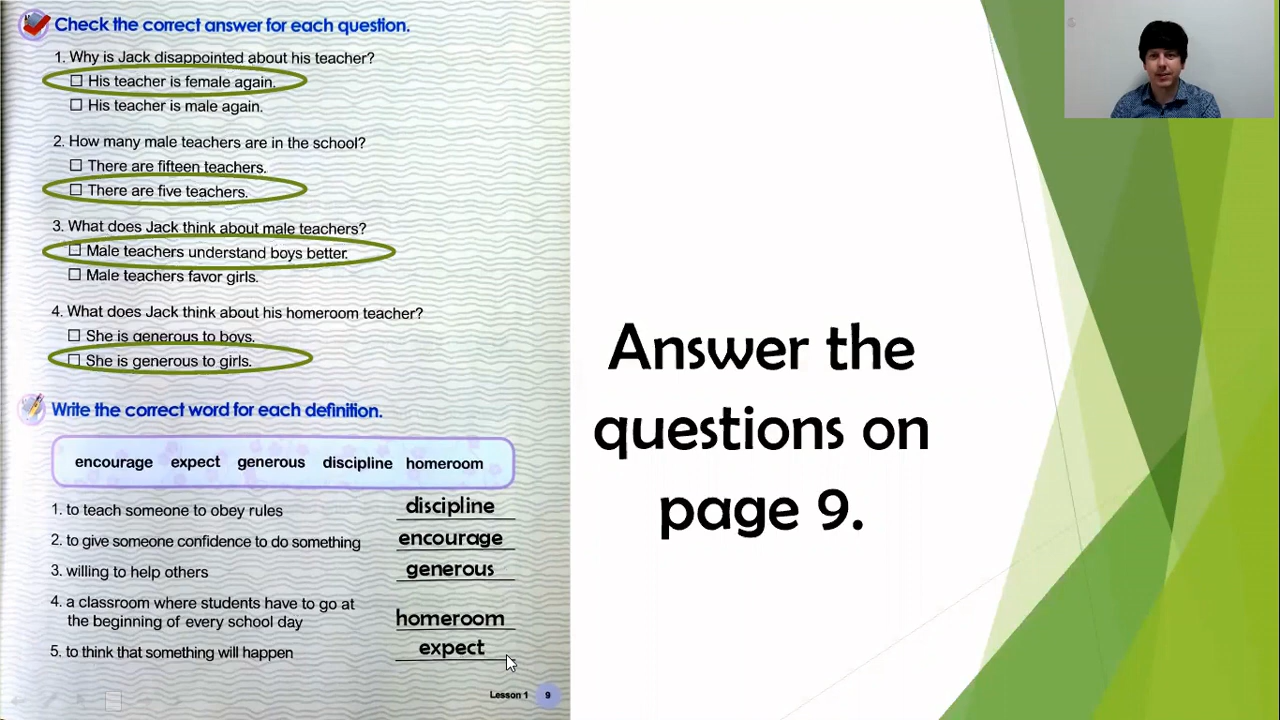 Check the correct answer for each question.
1. Why is Jack disappointed about his teacher?
☐ His teacher is female again.
☐ His teacher is male again.
2. How many male teachers are in the school?
☐ There are fifteen teachers.
☐ There are five teachers.
3. What does Jack think about male teachers?
☐ Male teachers understand boys better.
☐ Male teachers favor girls.
4. What does Jack think about his homeroom teacher?
☐ She is generous to boys.
☐ She is generous to girls.
Write the correct word for each definition.
encourage expect generous discipline homeroom
1. to teach someone to obey rules discipline
2. to give someone confidence to do something encourage
3. willing to help others generous
4. a classroom where students have to go at
the beginning of every school day homeroom
5. to think that something will happen expect
Lesson 1 9
Answer the
questions on
page 9.